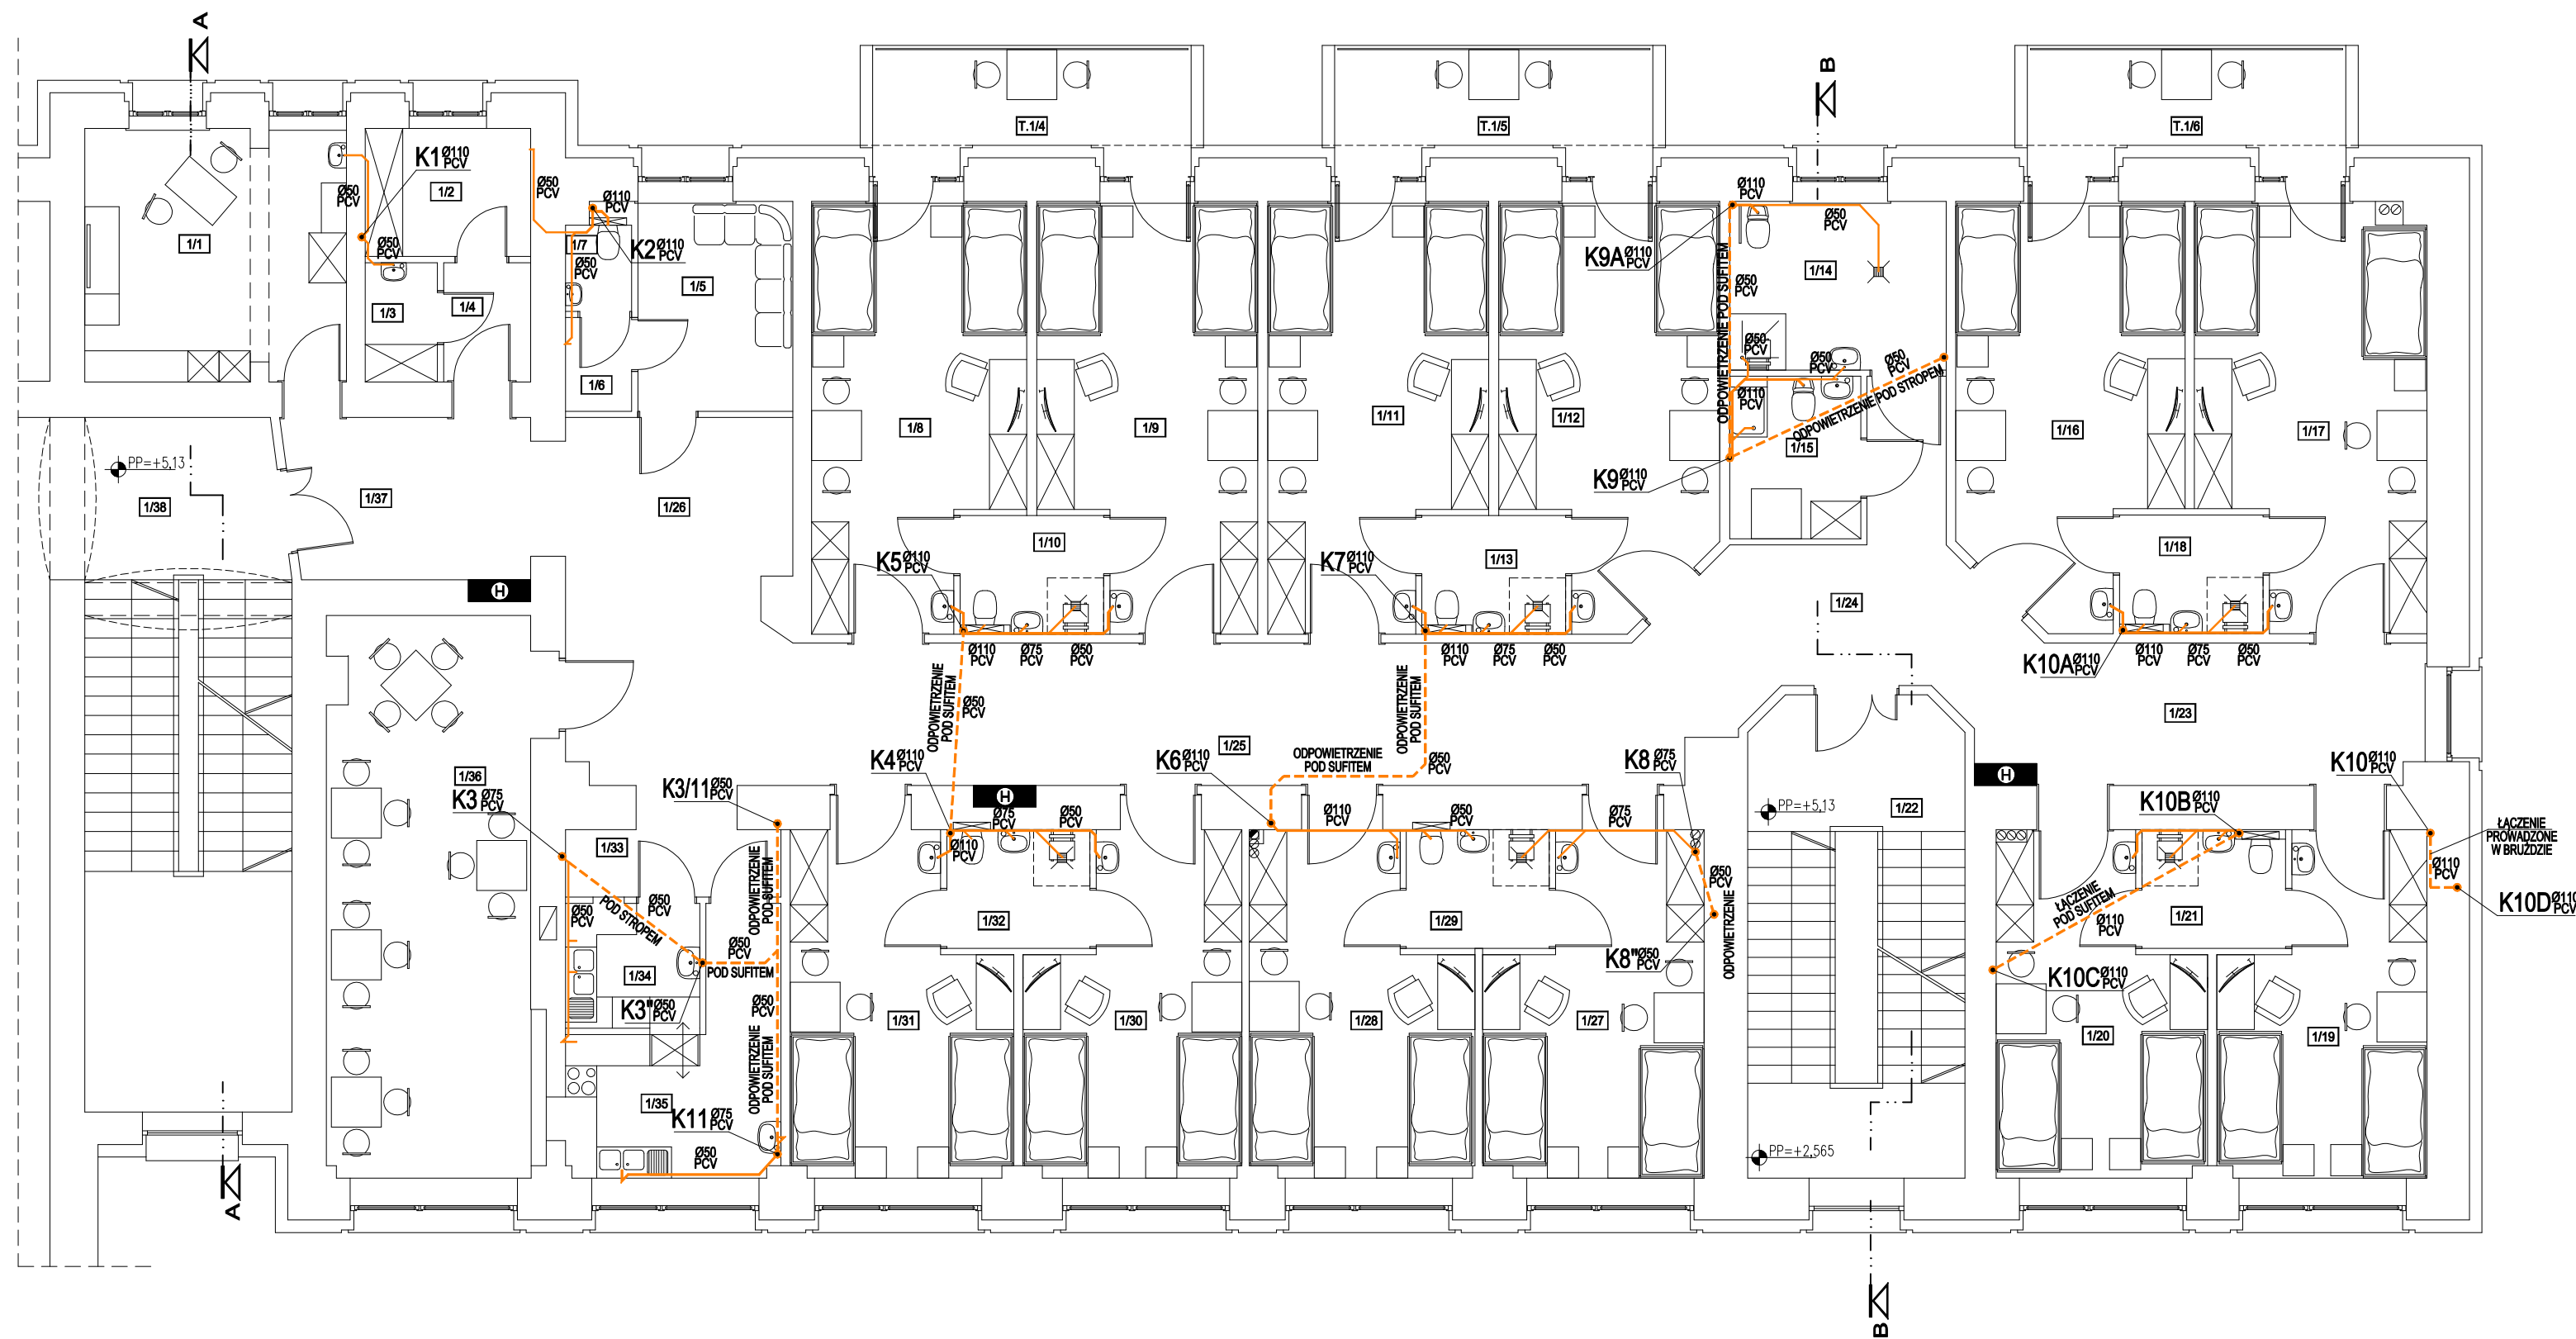 A
B
T.1/4
T.1/5
T.1/6
K1 Ø110
PCV
1/2
Ø50
PCV
Ø50
PCV
Ø110
PCV
Ø110
PCV
Ø50
PCV
1/1
Ø50
PCV
1/7
K2 Ø110
PCV
Ø50
PCV
1/5
K9A Ø110
PCV
1/14
Ø50
PCV
ODPOWIETRZENIE POD SUFITEM
1/3
1/4
Ø50
PCV
Ø50
PCV
Ø50
PCV
1/6
Ø110
PCV
ODPOWIETRZENIE POD STROPEM
1/8
1/9
1/11
1/12
1/15
1/16
1/17
PP=+5,13
1/38
1/37
1/26
K9 Ø110
PCV
1/10
1/13
1/18
K5 Ø110
PCV
K7 Ø110
PCV
H
1/24
Ø110
PCV
Ø75
PCV
Ø50
PCV
Ø110
PCV
Ø75
PCV
Ø50
PCV
K10A Ø110
PCV
Ø110
PCV
Ø75
PCV
Ø50
PCV
ODPOWIETRZENIE
POD SUFITEM
Ø50
PCV
ODPOWIETRZENIE
POD SUFITEM
1/23
1/25
ODPOWIETRZENIE
POD SUFITEM
Ø50
PCV
K4 Ø110
PCV
K6 Ø110
PCV
K8 Ø75
PCV
K10 Ø110
PCV
1/36
K3 Ø75
PCV
K3/11 Ø50
PCV
H
H
PP=+5,13
1/22
K10B Ø110
PCV
Ø75
PCV
Ø50
PCV
Ø110
PCV
Ø50
PCV
Ø75
PCV
ŁĄCZENIE
PROWADZONE
W BRUŹDZIE
1/33
Ø110
PCV
ODPOWIETRZENIE
POD SUFITEM
Ø50
PCV
Ø110
PCV
K10D Ø110
PCV
Ø50
PCV
Ø50
PCV
POD STROPEM
1/32
1/29
ODPOWIETRZENIE
ŁĄCZENIE
POD SUFITEM
Ø110
PCV
1/21
Ø50
PCV
POD SUFITEM
1/34
K8" Ø50
PCV
K10C Ø110
PCV
K3" Ø50
PCV
Ø50
PCV
1/31
1/30
1/28
1/27
1/20
1/19
ODPOWIETRZENIE
POD SUFITEM
1/35
K11 Ø75
PCV
Ø50
PCV
PP=+2,565
A
B